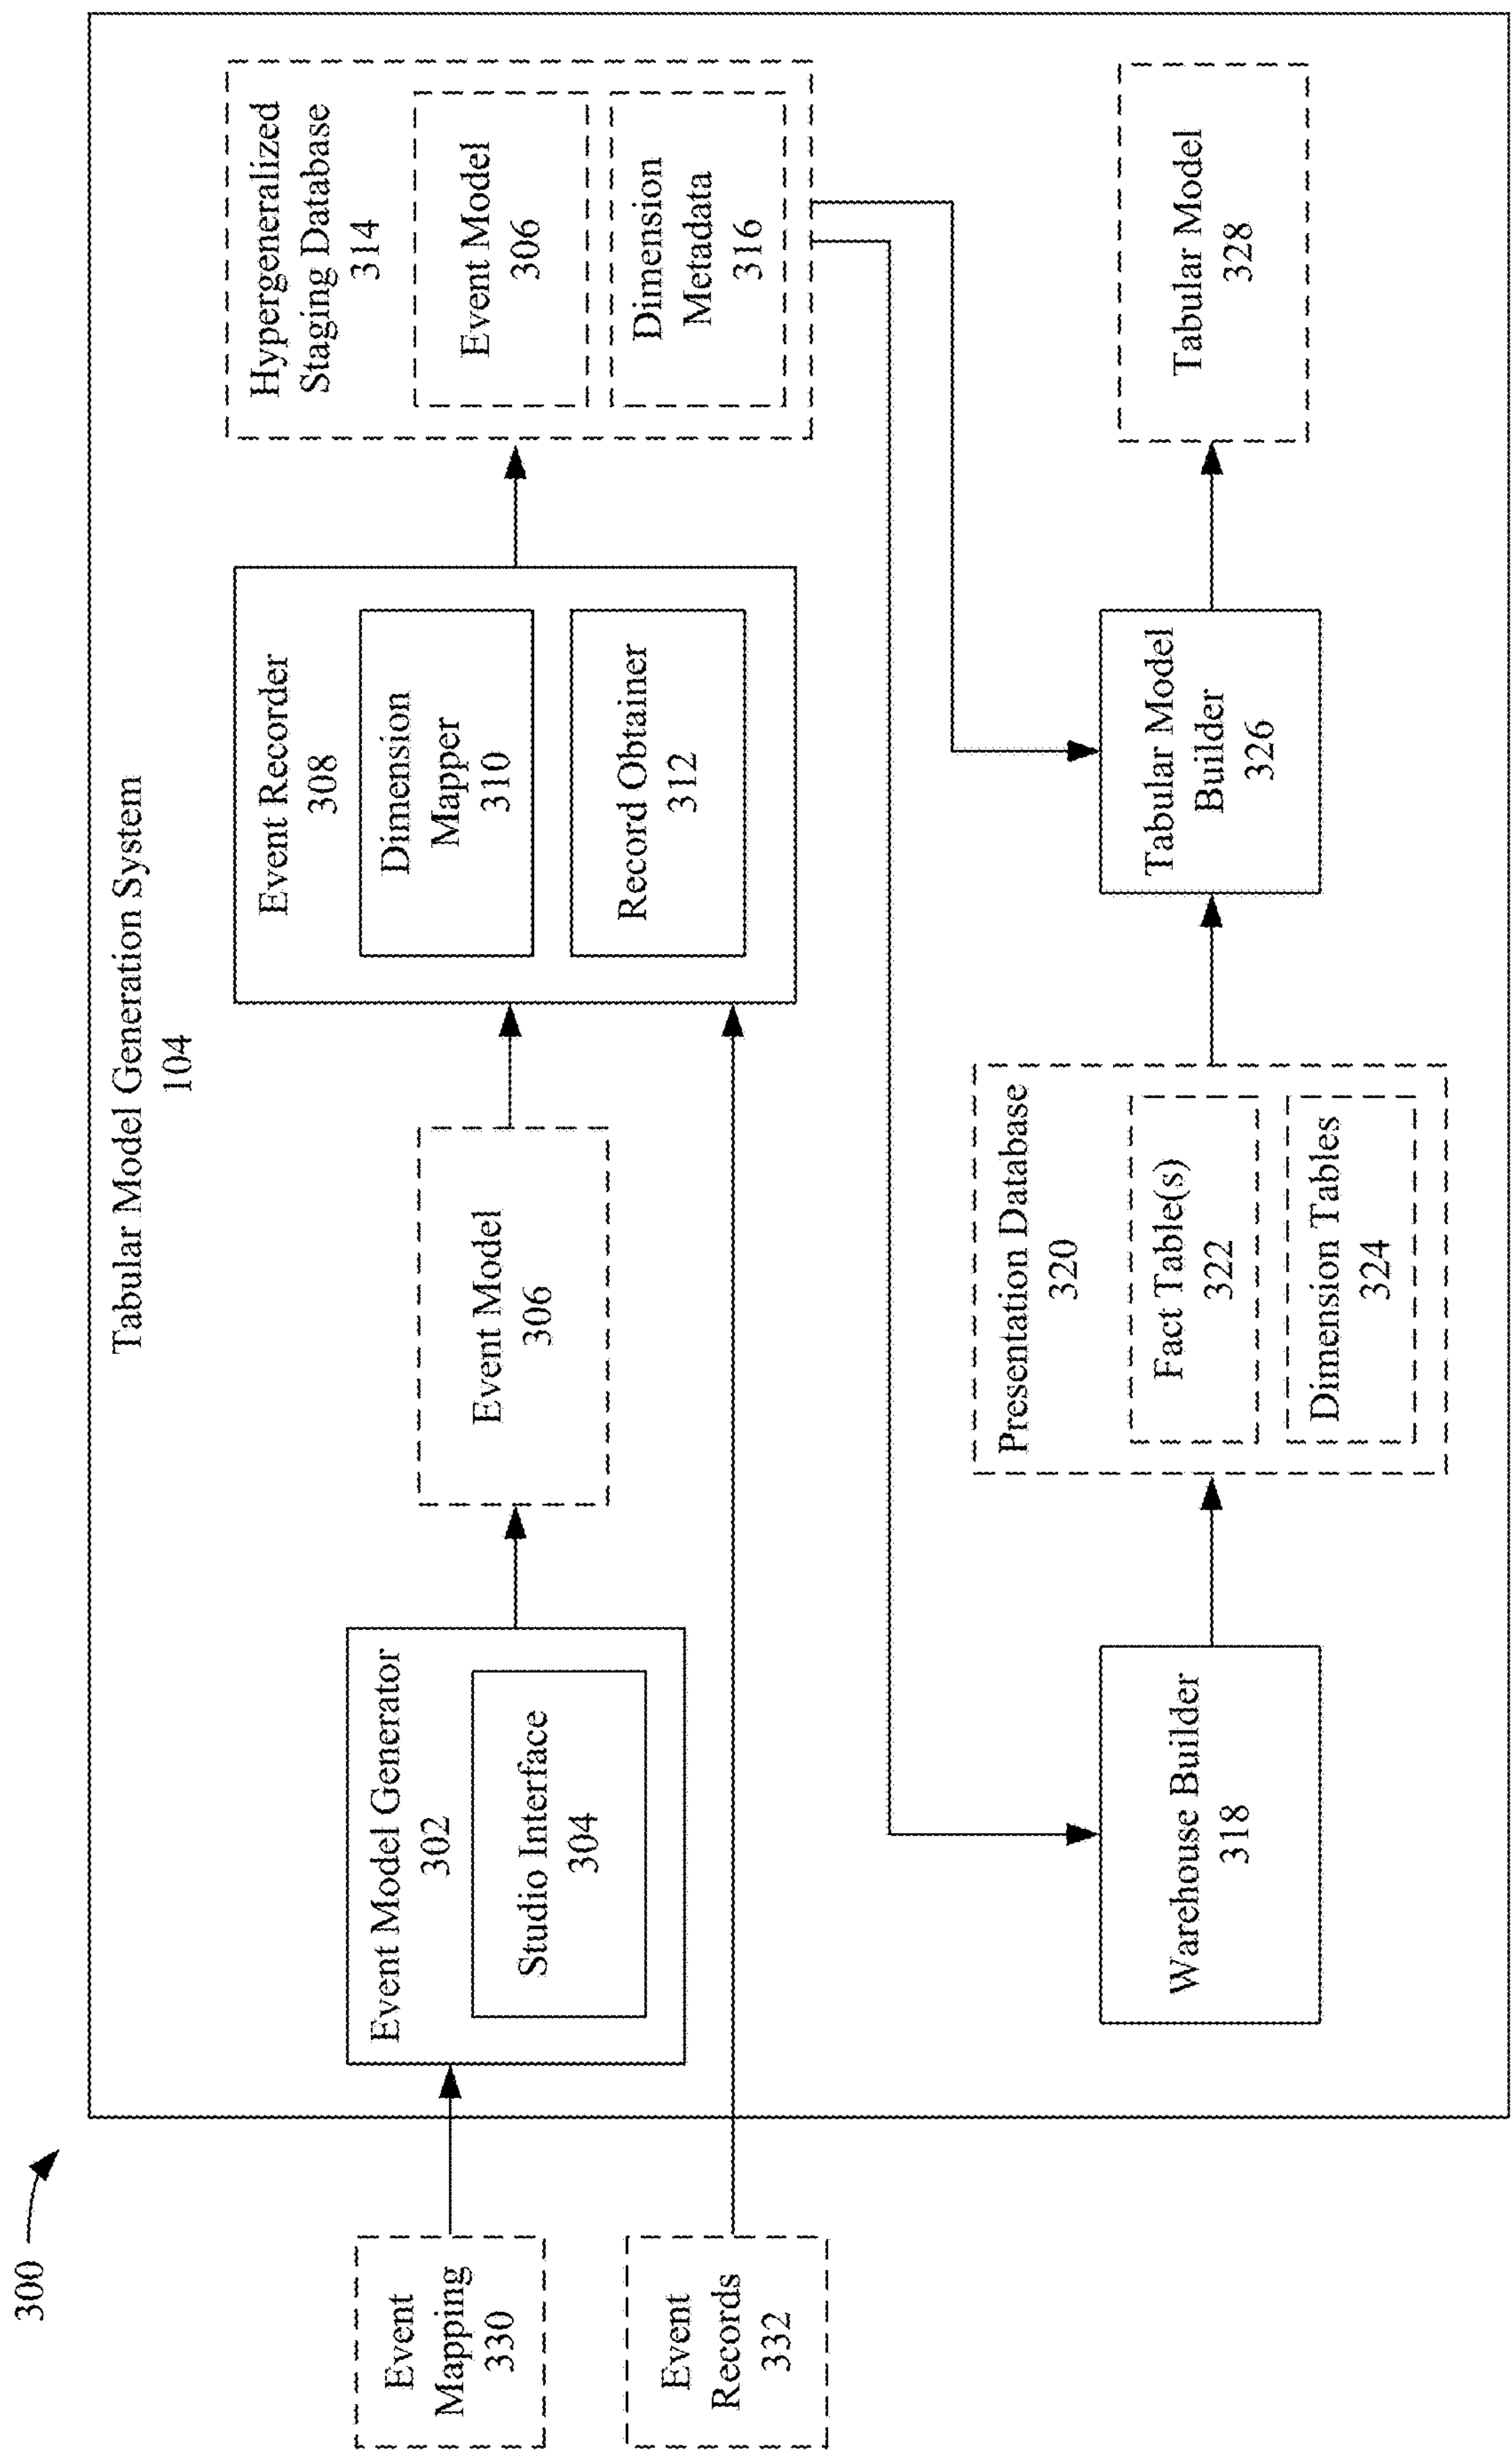 300
Tabular Model Generation System
104
Event
Mapping
330
Event
Records
332
Event Model Generator
302
Studio Interface
304
Event Model
306
Event Recorder
308
Dimension
Mapper
310
Record Obtainer
312
Hypergeneralized
Staging Database
314
Event Model
306
Dimension
Metadata
316
Warehouse Builder
318
Presentation Database
320
Fact Table(s)
322
Dimension Tables
324
Tabular Model
Builder
326
Tabular Model
328